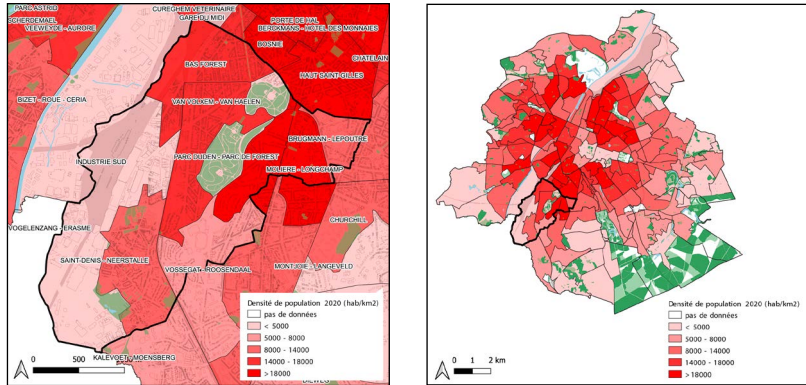 PARC ASTRID
SCHERDEMAEL
VEEWEYDE - AURORE
CUREGHEM VETERINAIRE
GARE DU MIDI
PORTE DE HAL
BERCKMANS - HOTEL DES MONNAIES
BOSNIE
CHATELAIN
BAS FOREST
HAUT SAINT-GILLES
BIZET - ROUE - CERIA
VAN VOLXEM - VAN HAELEN
BRUGMANN - LEPOUTRE
INDUSTRIE SUD
PARC DUDEN - PARC DE FOREST
MOLIERE - LONGCHAMP
CHURCHILL
VOGELENZANG - ERASME
SAINT-DENIS - NEERSTALLE
VOSSEGAT - ROOSENDAAL
MONTJOIE - LANGEVELD
KALEVOET - MOENSBERG
Densité de population 2020 (hab/km2)
pas de données
< 5000
5000 - 8000
8000 - 14000
14000 - 18000
>18000
0 500
Densité de population 2020 (hab/km2)
pas de données
< 5000
5000 - 8000
8000 - 14000
14000 - 18000
>18000
0 1 2 km